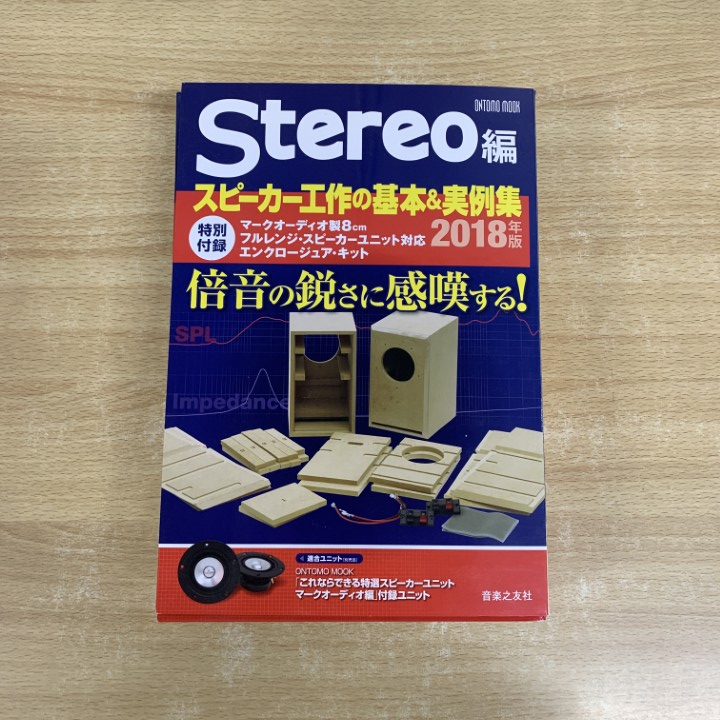 ONTOMO MOOK
Stereo編
スピーカー工作の基本&実例集
2018年版
特別付録
マークオーディオ製8cm
フルレンジ・スピーカーユニット対応
エンクロージュア・キット
倍音の鋭さに感嘆する!
SPL
Impedance
適合ユニット
ONTOMO MOOK
「これならできる特選スピーカーユニット
マークオーディオ編」付録ユニット
音楽之友社